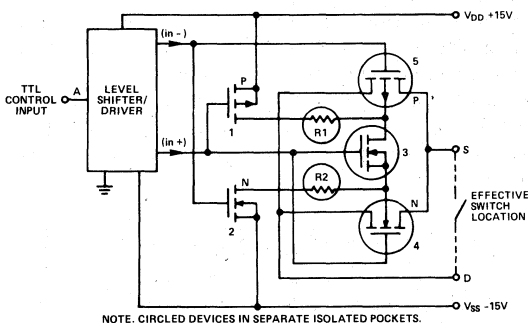 V_DD +15V
(in -)
5
P
P
TTL
CONTROL
INPUT
A
LEVEL
SHIFTER/
DRIVER
1
R1
(in +)
3
S
R2
N
2
N
4
EFFECTIVE
SWITCH
LOCATION
D
V_SS -15V
NOTE. CIRCLED DEVICES IN SEPARATE ISOLATED POCKETS.